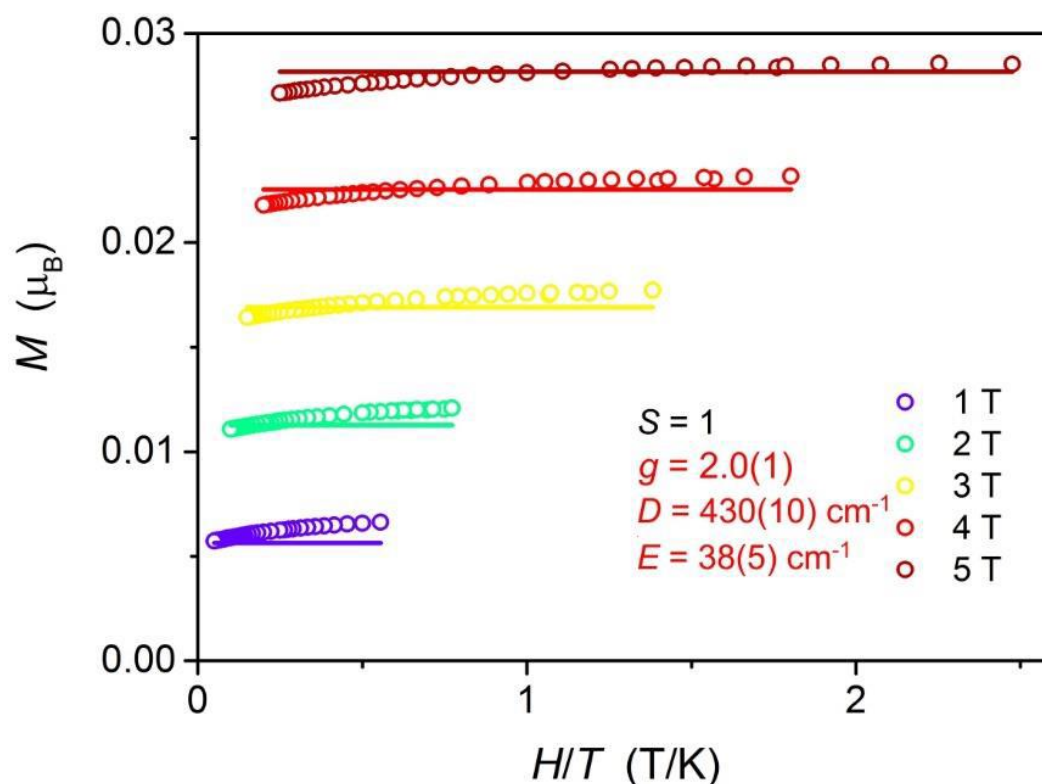 0.03
0.02
0.01
0.00
M (μB)
S = 1
g = 2.0(1)
D = 430(10) cm⁻¹
E = 38(5) cm⁻¹
1 T
2 T
3 T
4 T
5 T
0 1 2
H/T (T/K)